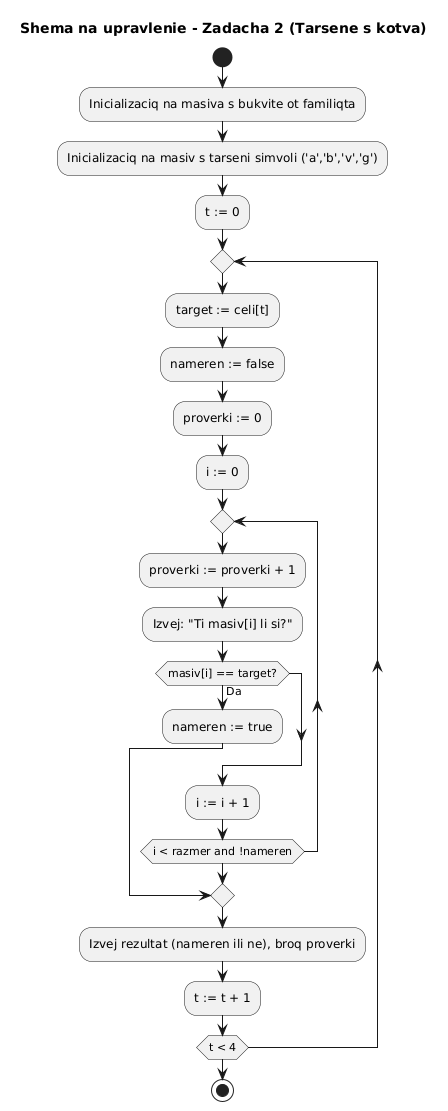 Shema na upravlenie - Zadacha 2 (Tarsene s kotva)
Inicializaciq na masiva s bukvite ot familiqta
Inicializaciq na masiv s tarseni simvoli ('a','b','v','g')
t := 0
target := celi[t]
nameren := false
proverki := 0
i := 0
proverki := proverki + 1
Izvej: "Ti masiv[i] li si?"
masiv[i] == target?
Da
nameren := true
i := i + 1
i < razmer and !nameren
Izvej rezultat (nameren ili ne), broq proverki
t := t + 1
t < 4